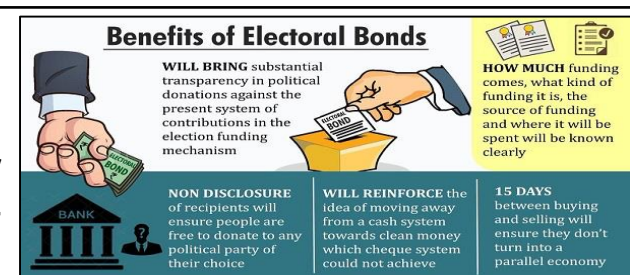 Benefits of Electoral Bonds
WILL BRING substantial
transparency in political
donations against the
present system of
contributions in the
election funding
mechanism
ELECTORAL
BOND
HOW MUCH funding
comes, what kind of
funding it is, the
source of funding
and where it will be
spent will be known
clearly
ELECTORAL
BOND
BANK
NON DISCLOSURE
of recipients will
ensure people are
free to donate to any
political party of
their choice
WILL REINFORCE the
idea of moving away
from a cash system
towards clean money
which cheque system
could not achieve
15 DAYS
between buying
and selling will
ensure they don't
turn into a
parallel economy